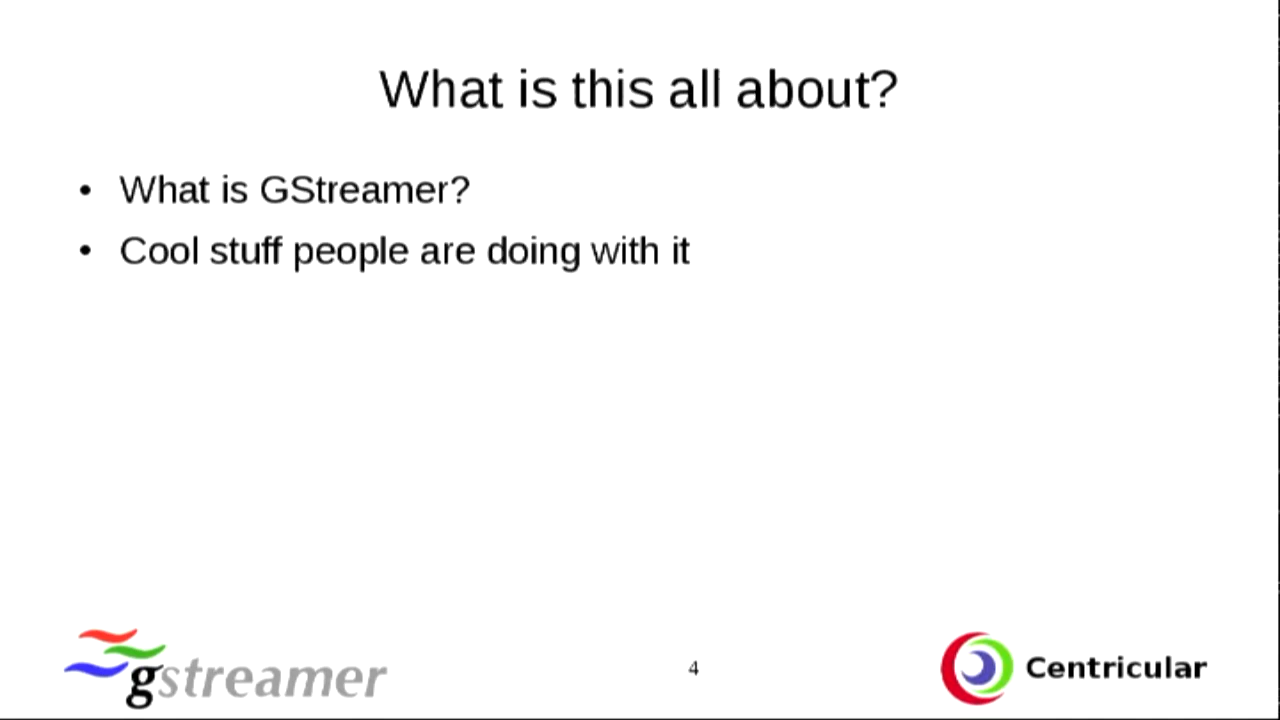 What is this all about?
• What is GStreamer?
• Cool stuff people are doing with it
gstreamer
4
Centricular